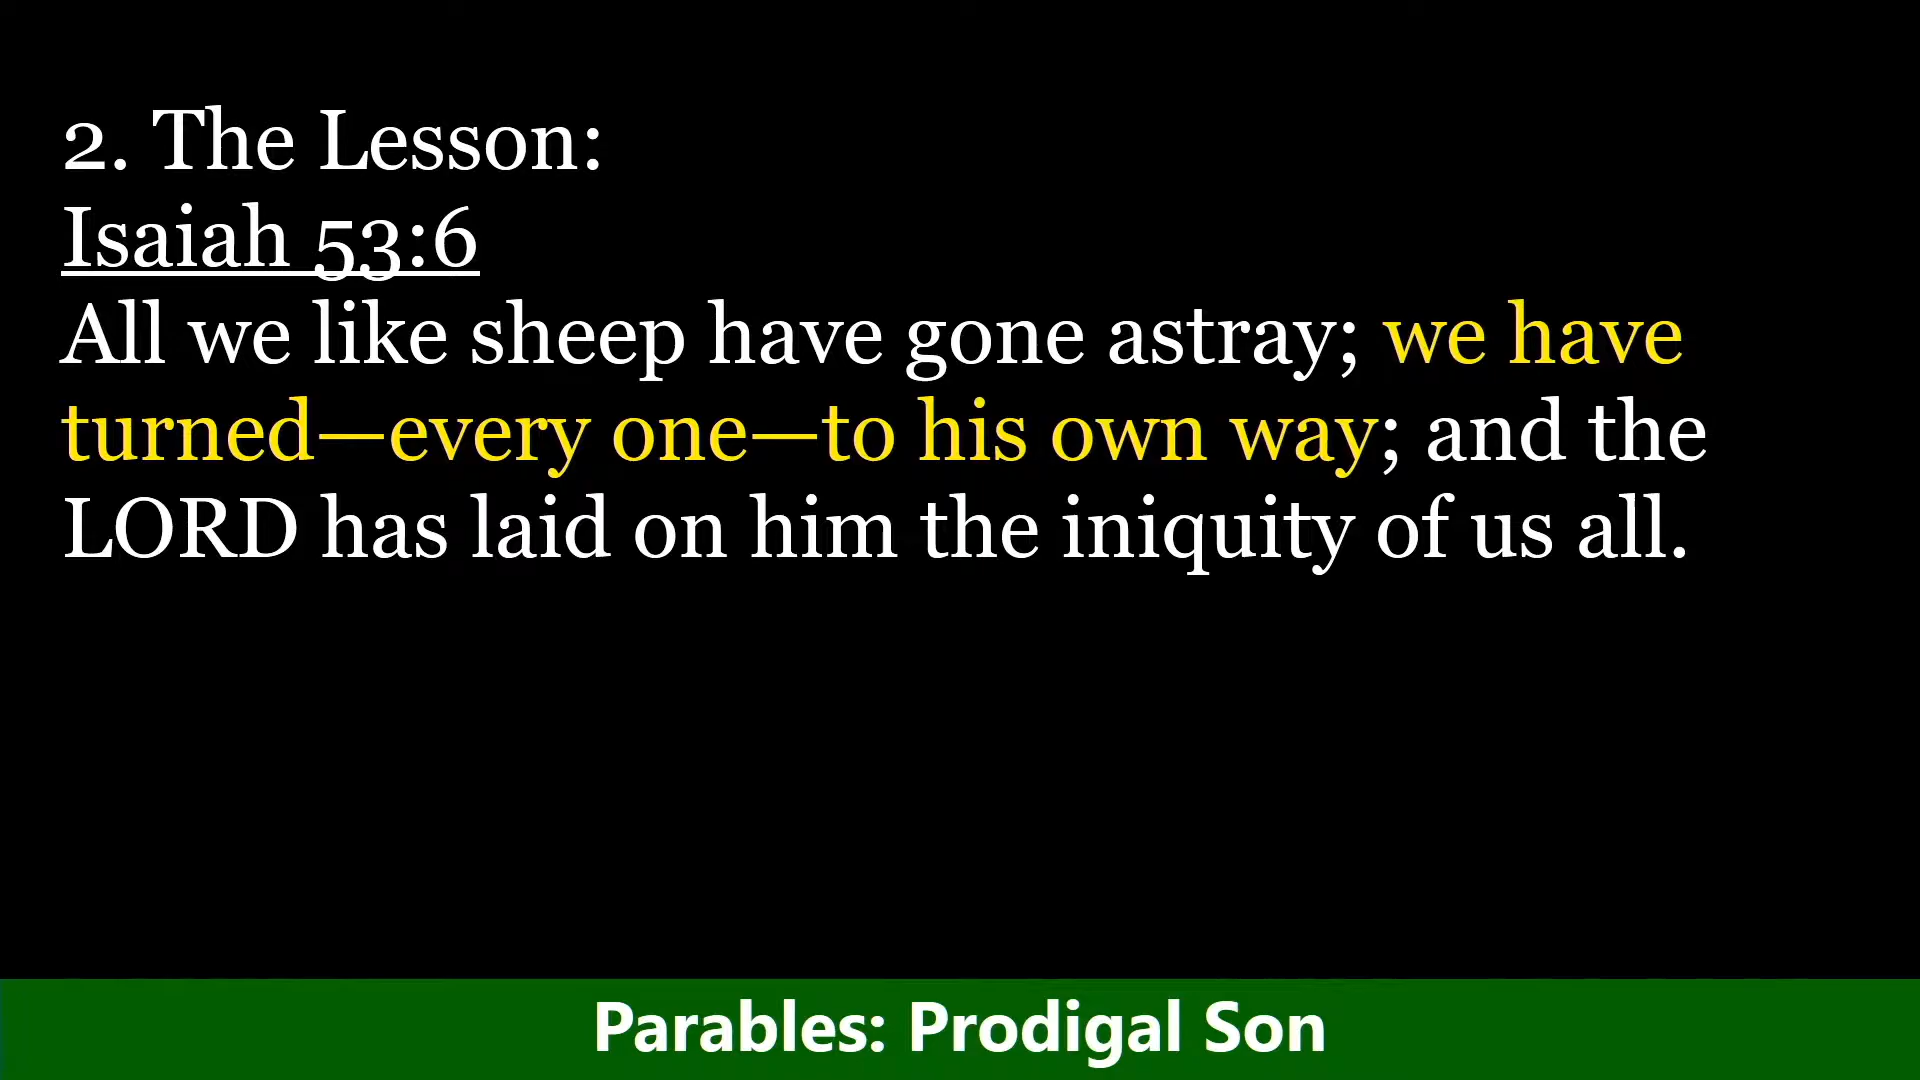 2. The Lesson:
Isaiah 53:6
All we like sheep have gone astray; we have
turned—every one—to his own way; and the
LORD has laid on him the iniquity of us all.
Parables: Prodigal Son